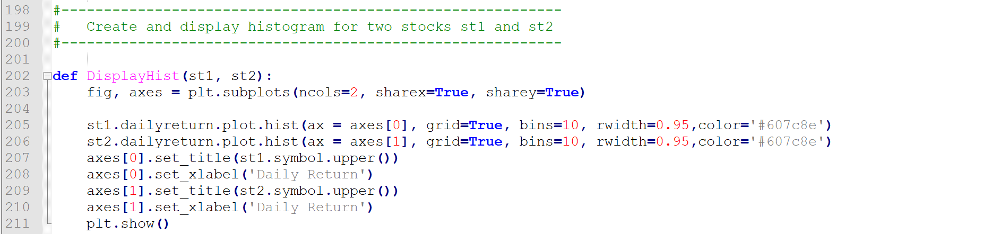 198 #-----------------------------------------------------------
199 #   Create and display histogram for two stocks st1 and st2
200 #-----------------------------------------------------------
201
202 def DisplayHist(st1, st2):
203     fig, axes = plt.subplots(ncols=2, sharex=True, sharey=True)
204
205     st1.dailyreturn.plot.hist(ax = axes[0], grid=True, bins=10, rwidth=0.95,color='#607c8e')
206     st2.dailyreturn.plot.hist(ax = axes[1], grid=True, bins=10, rwidth=0.95,color='#607c8e')
207     axes[0].set_title(st1.symbol.upper())
208     axes[0].set_xlabel('Daily Return')
209     axes[1].set_title(st2.symbol.upper())
210     axes[1].set_xlabel('Daily Return')
211     plt.show()